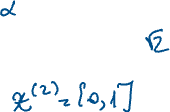 α
√2
x^{(2)} = [0, 1]